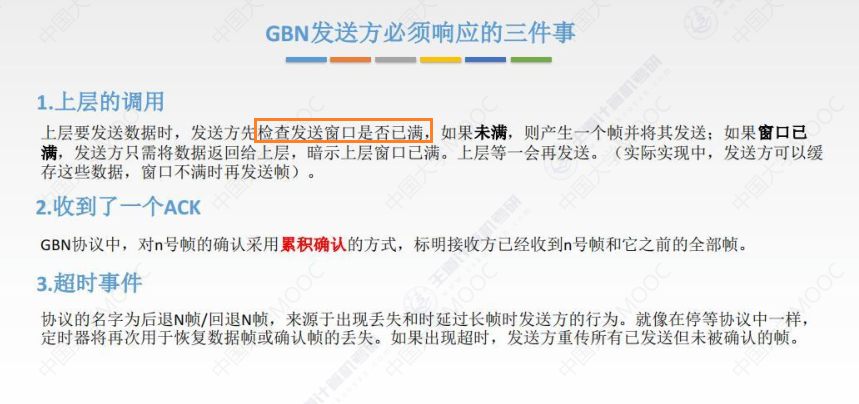 GBN发送方必须响应的三件事
1.上层的调用
上层要发送数据时，发送方先检查发送窗口是否已满，如果未满，则产生一个帧并将其发送；如果窗口已
满，发送方只需将数据返回给上层，暗示上层窗口已满。上层等一会再发送。（实际实现中，发送方可以缓
存这些数据，窗口不满时再发送帧）。
2.收到了一个ACK
GBN协议中，对n号帧的确认采用累积确认的方式，标明接收方已经收到n号帧和它之前的全部帧。
3.超时事件
协议的名字为后退N帧/回退N帧，来源于出现丢失和时延过长帧时发送方的行为。就像在停等协议中一样，
定时器将再次用于恢复数据帧或确认帧的丢失。如果出现超时，发送方重传所有已发送但未被确认的帧。